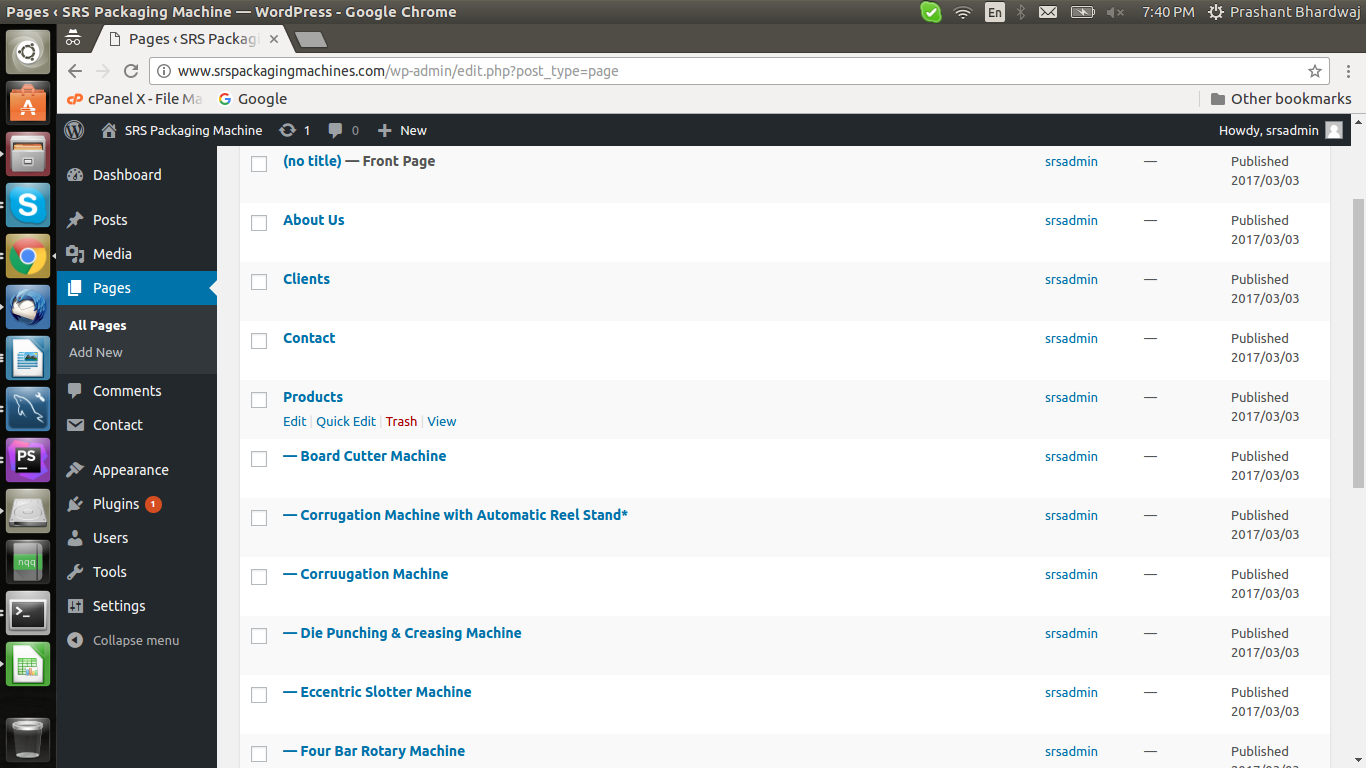 Pages ‹ SRS Packaging Machine — WordPress - Google Chrome
En
7:40 PM
Prashant Bhardwaj
Pages ‹ SRS Packagi
www.srspackagingmachines.com/wp-admin/edit.php?post_type=page
cPanel X - File Ma
Google
Other bookmarks
SRS Packaging Machine
1
0
New
Howdy, srsadmin
Dashboard
Posts
Media
Pages
All Pages
Add New
Comments
Contact
Appearance
Plugins 1
Users
Tools
Settings
Collapse menu
(no title) — Front Page srsadmin — Published
2017/03/03
About Us srsadmin — Published
2017/03/03
Clients srsadmin — Published
2017/03/03
Contact srsadmin — Published
2017/03/03
Products srsadmin — Published
Edit | Quick Edit | Trash | View 2017/03/03
— Board Cutter Machine srsadmin — Published
2017/03/03
— Corrugation Machine with Automatic Reel Stand* srsadmin — Published
2017/03/03
— Corruugation Machine srsadmin — Published
2017/03/03
— Die Punching & Creasing Machine srsadmin — Published
2017/03/03
— Eccentric Slotter Machine srsadmin — Published
2017/03/03
— Four Bar Rotary Machine srsadmin — Published
S
PS
nqq
>_